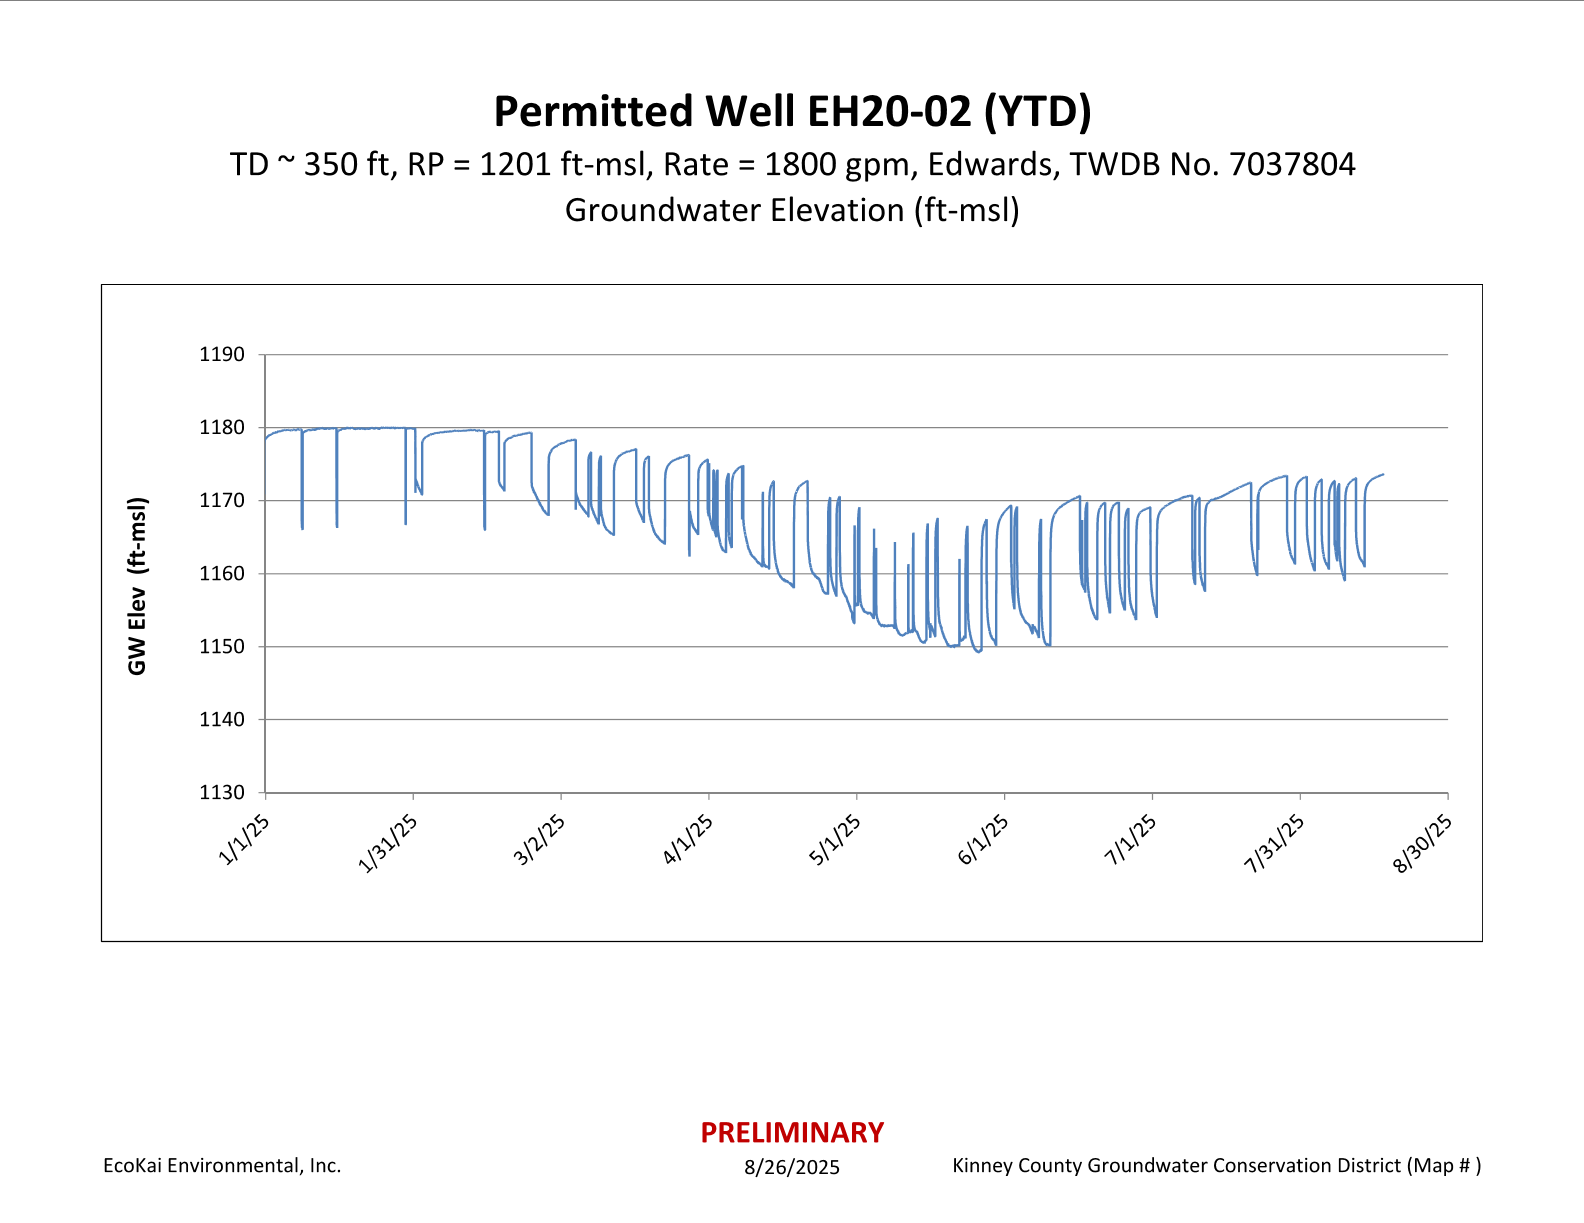 Permitted Well EH20-02 (YTD)
TD ~ 350 ft, RP = 1201 ft-msl, Rate = 1800 gpm, Edwards, TWDB No. 7037804
Groundwater Elevation (ft-msl)
GW Elev (ft-msl)
1190
1180
1170
1160
1150
1140
1130
1/1/25
1/31/25
3/2/25
4/1/25
5/1/25
6/1/25
7/1/25
7/31/25
8/30/25
PRELIMINARY
EcoKai Environmental, Inc.
8/26/2025
Kinney County Groundwater Conservation District (Map # )